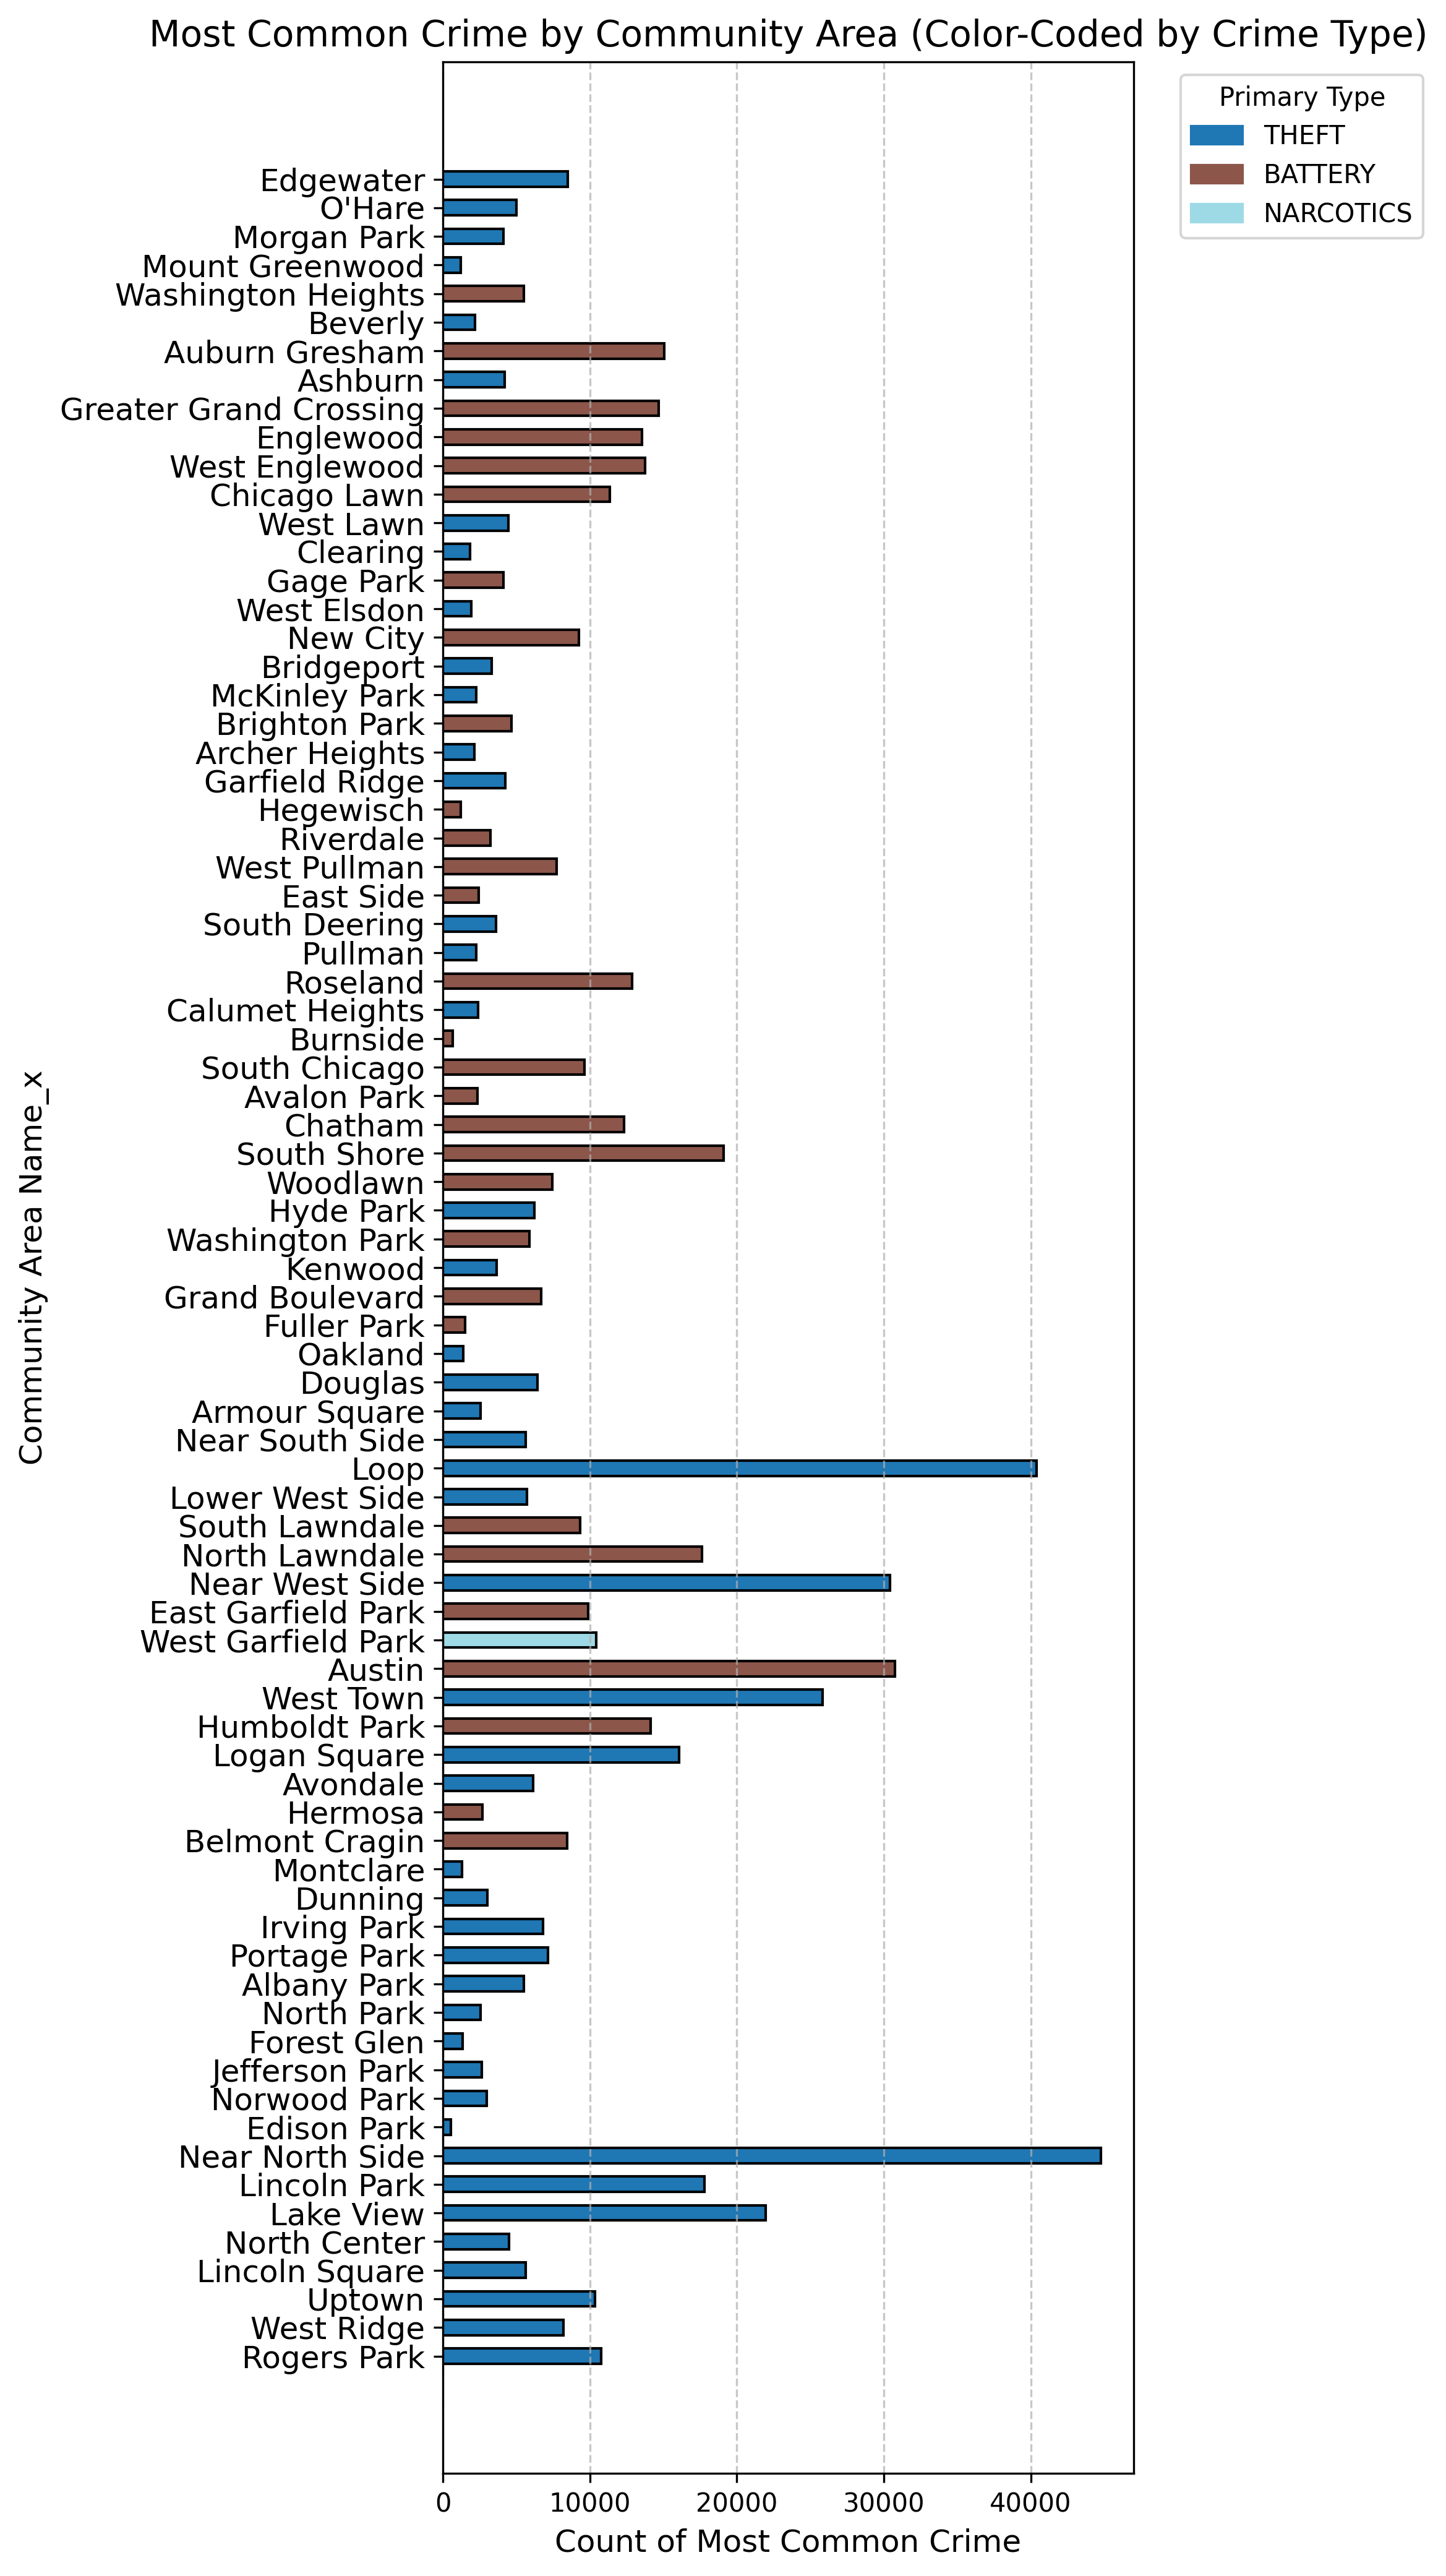 Most Common Crime by Community Area (Color-Coded by Crime Type)
Primary Type
THEFT
BATTERY
NARCOTICS
Community Area Name_x
Edgewater
O'Hare
Morgan Park
Mount Greenwood
Washington Heights
Beverly
Auburn Gresham
Ashburn
Greater Grand Crossing
Englewood
West Englewood
Chicago Lawn
West Lawn
Clearing
Gage Park
West Elsdon
New City
Bridgeport
McKinley Park
Brighton Park
Archer Heights
Garfield Ridge
Hegewisch
Riverdale
West Pullman
East Side
South Deering
Pullman
Roseland
Calumet Heights
Burnside
South Chicago
Avalon Park
Chatham
South Shore
Woodlawn
Hyde Park
Washington Park
Kenwood
Grand Boulevard
Fuller Park
Oakland
Douglas
Armour Square
Near South Side
Loop
Lower West Side
South Lawndale
North Lawndale
Near West Side
East Garfield Park
West Garfield Park
Austin
West Town
Humboldt Park
Logan Square
Avondale
Hermosa
Belmont Cragin
Montclare
Dunning
Irving Park
Portage Park
Albany Park
North Park
Forest Glen
Jefferson Park
Norwood Park
Edison Park
Near North Side
Lincoln Park
Lake View
North Center
Lincoln Square
Uptown
West Ridge
Rogers Park
0 10000 20000 30000 40000
Count of Most Common Crime